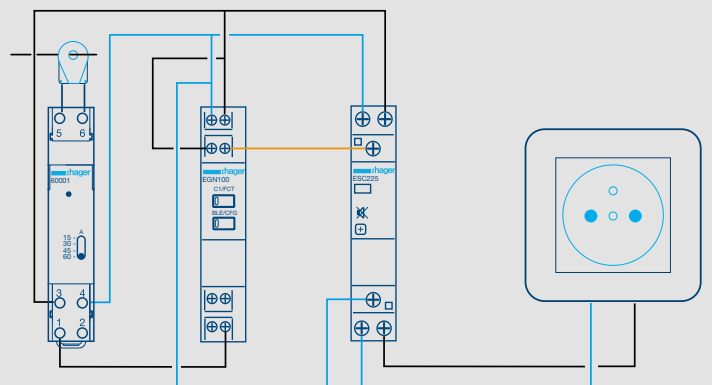 5 6
:hager
60001
A
15
30
45
60
3 4
1 2
:hager
EGN100
C1/FCT
BLE/CFG
:hager
ESC225